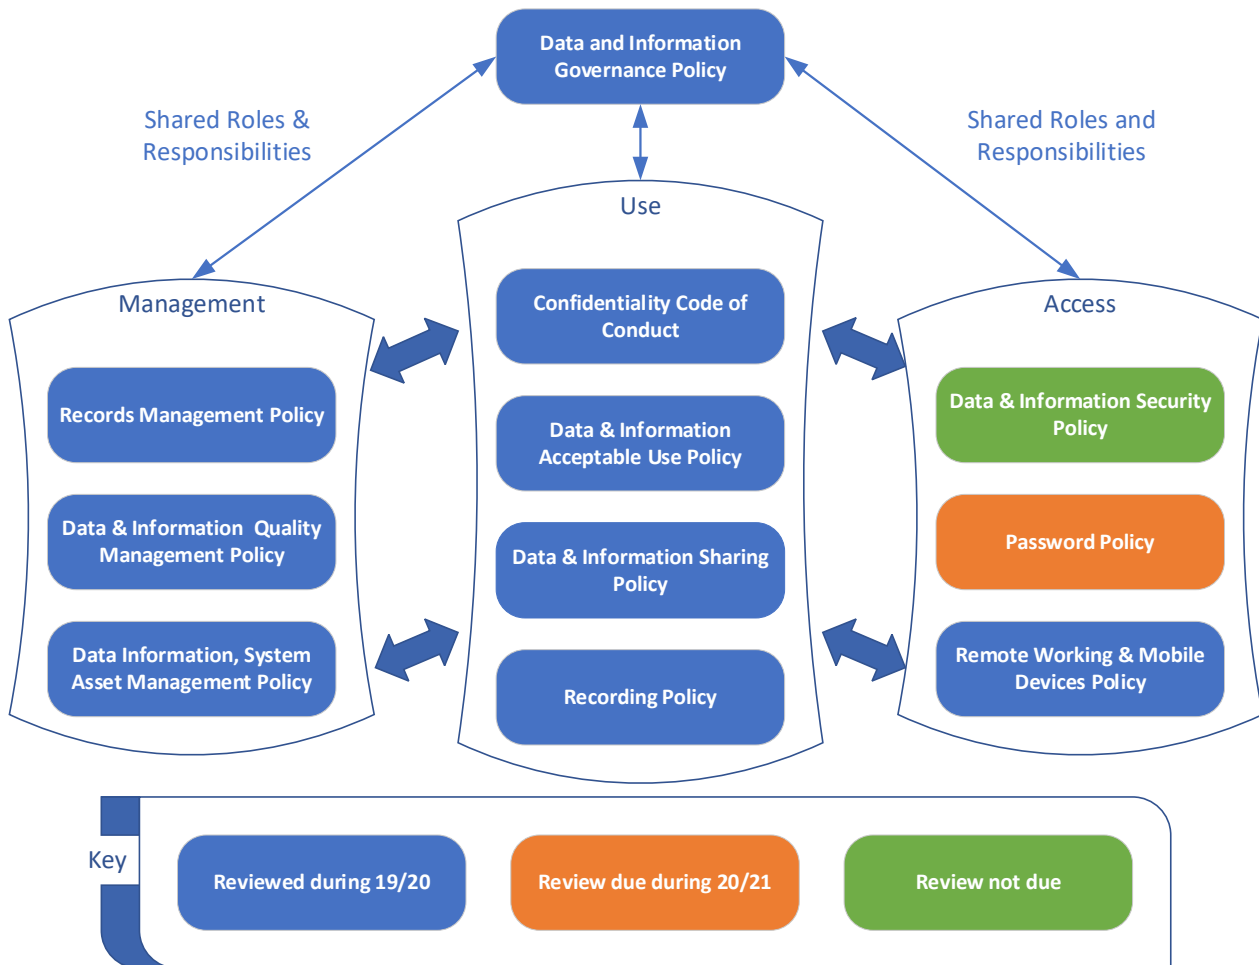 Data and Information
Governance Policy
Shared Roles &
Responsibilities
Shared Roles and
Responsibilities
Use
Management
Access
Confidentiality Code of
Conduct
Records Management Policy
Data & Information Security
Policy
Data & Information
Acceptable Use Policy
Data & Information  Quality
Management Policy
Password Policy
Data & Information Sharing
Policy
Data Information, System
Asset Management Policy
Remote Working & Mobile
Devices Policy
Recording Policy
Key
Reviewed during 19/20
Review due during 20/21
Review not due